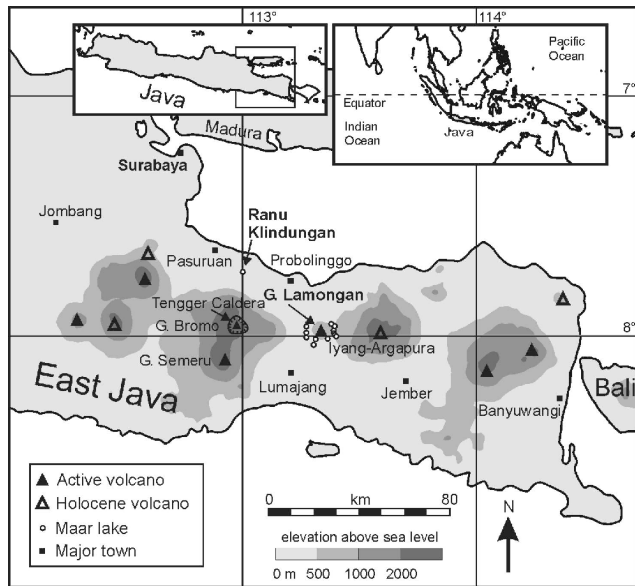 113°
114°
Java
Pacific
Ocean
Equator
Indian
Ocean
Java
7°
Madura
Surabaya
Jombang
Ranu
Klindungan
Pasuruan
Probolinggo
Tengger Caldera
G. Lamongan
G. Bromo
8°
Iyang-Argapura
G. Semeru
East Java
Lumajang
Jember
Banyuwangi
Bali
Active volcano
Holocene volcano
Maar lake
Major town
0 km 80
elevation above sea level
0 m 500 1000 2000
N